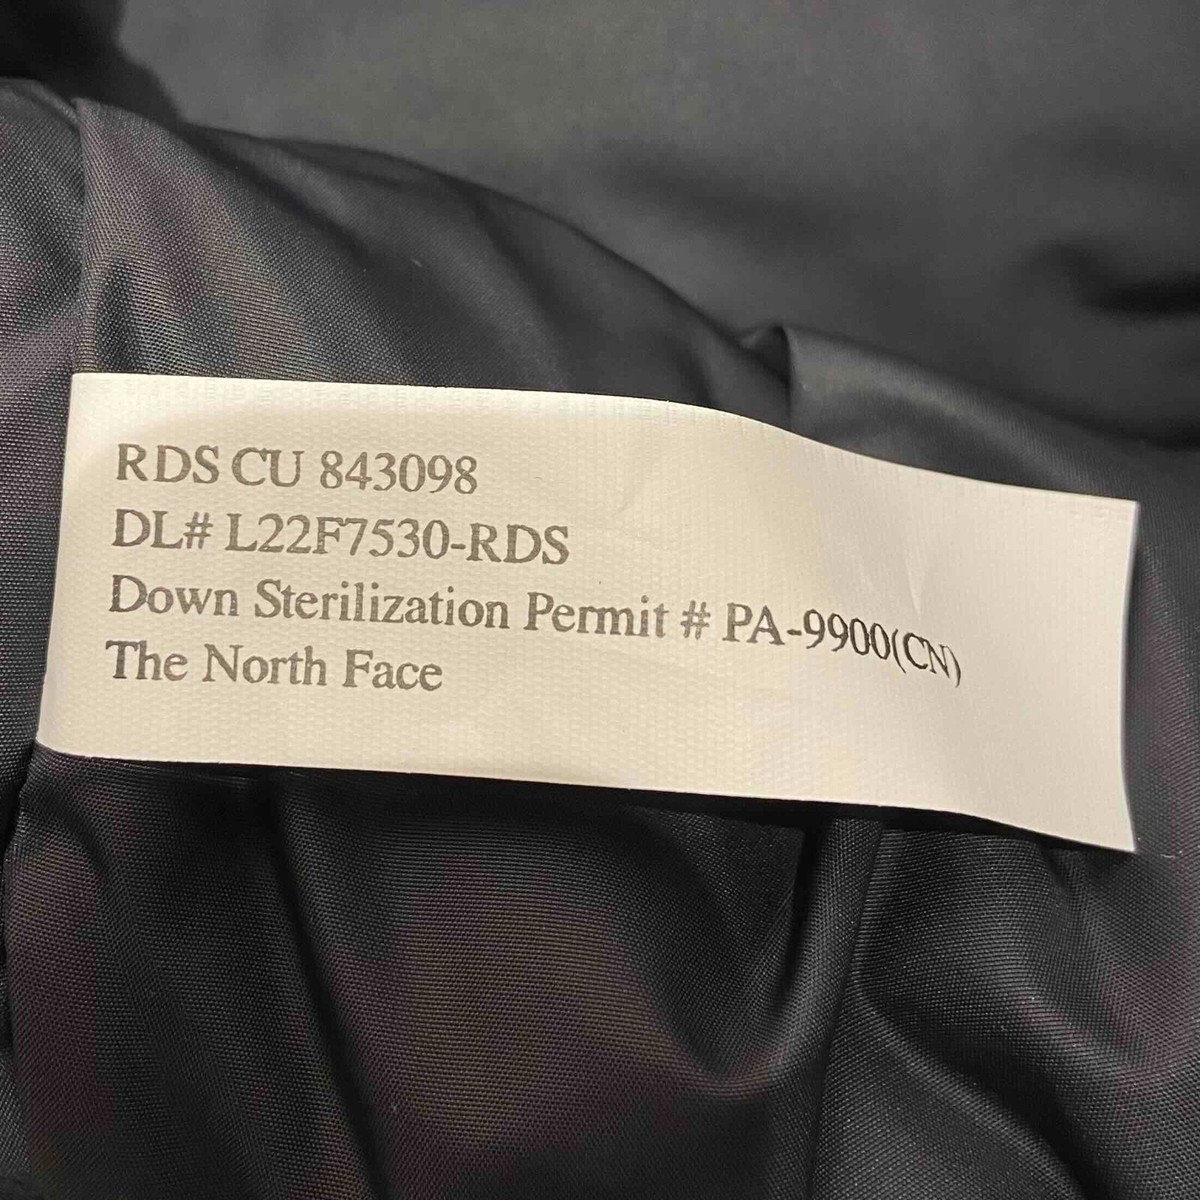 RDS CU 843098
DL# L22F7530-RDS
Down Sterilization Permit # PA-9900(CN)
The North Face